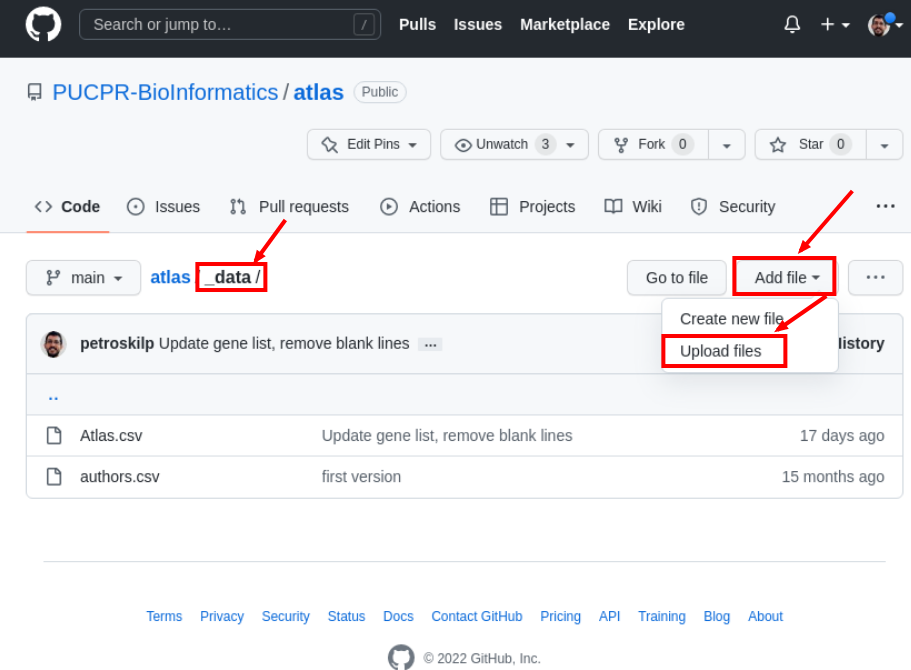 Search or jump to… / Pulls Issues Marketplace Explore
PUCPR-BioInformatics / atlas Public
Edit Pins Unwatch 3 Fork 0 Star 0
Code Issues Pull requests Actions Projects Wiki Security ...
main atlas / _data / Go to file Add file ...
Create new file
petroskilp Update gene list, remove blank lines ... History
Upload files
..
Atlas.csv Update gene list, remove blank lines 17 days ago
authors.csv first version 15 months ago
Terms Privacy Security Status Docs Contact GitHub Pricing API Training Blog About
© 2022 GitHub, Inc.